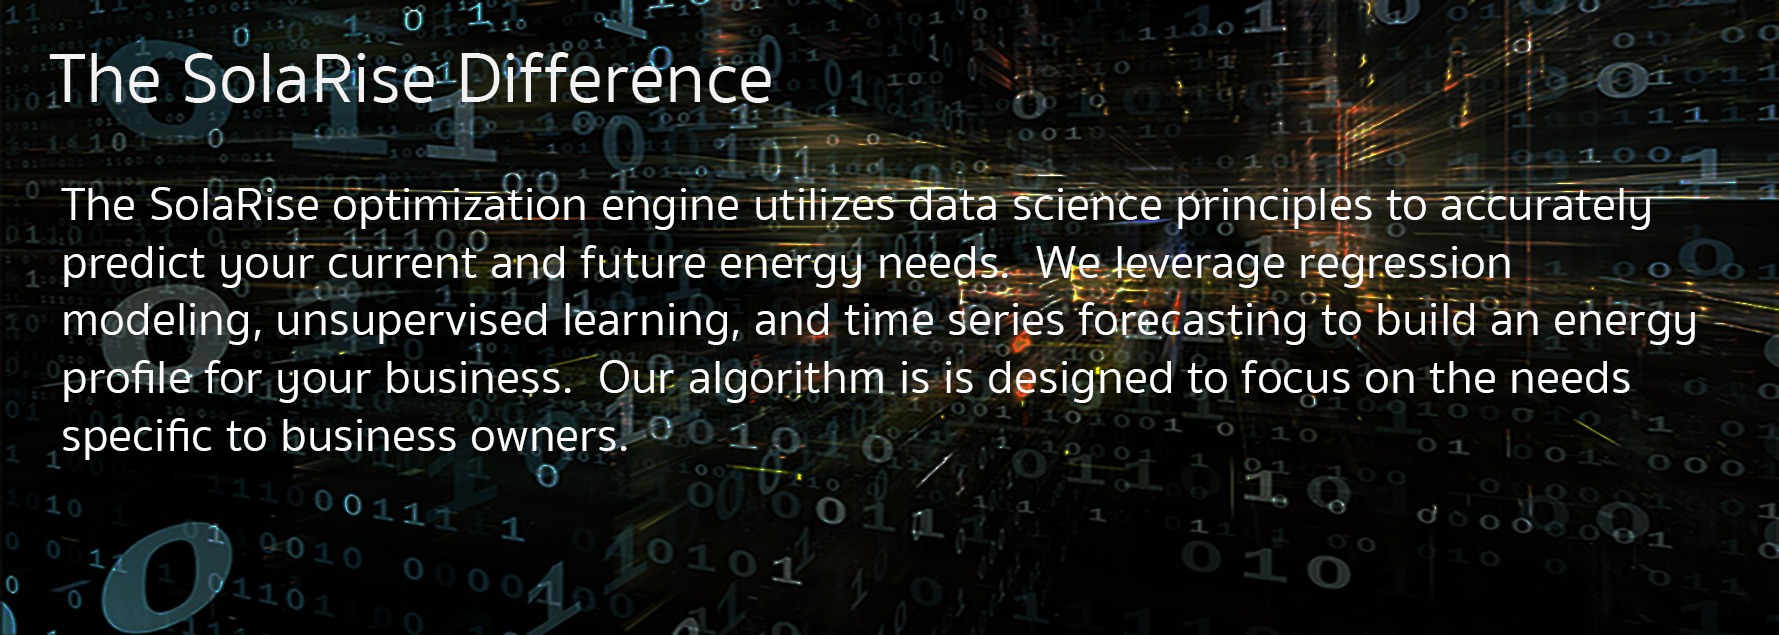 The SolaRise Difference
The SolaRise optimization engine utilizes data science principles to accurately
predict your current and future energy needs.  We leverage regression
modeling, unsupervised learning, and time series forecasting to build an energy
profile for your business.  Our algorithm is is designed to focus on the needs
specific to business owners.